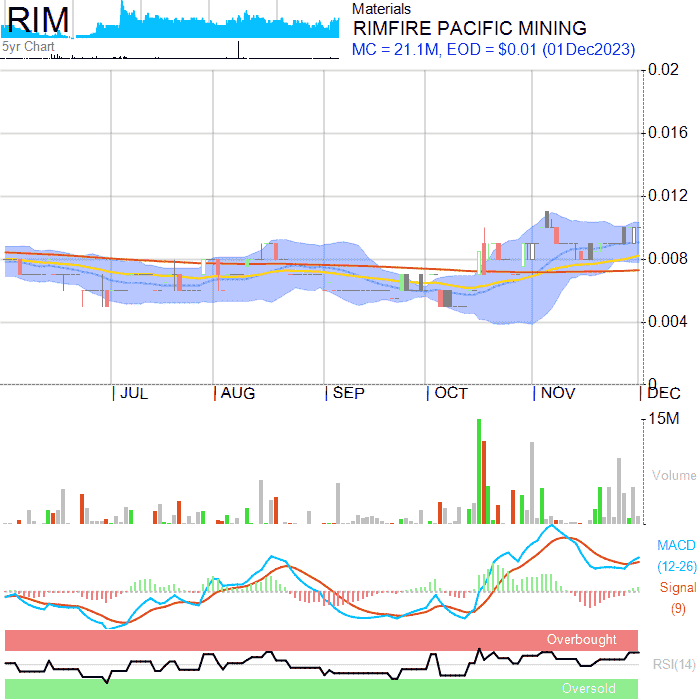 RIM
5yr Chart
Materials
RIMFIRE PACIFIC MINING
MC = 21.1M, EOD = $0.01 (01Dec2023)
0.02
0.016
0.012
0.008
0.004
0
JUL AUG SEP OCT NOV DEC
15M
Volume
MACD
(12-26)
Signal
(9)
Overbought
RSI(14)
Oversold